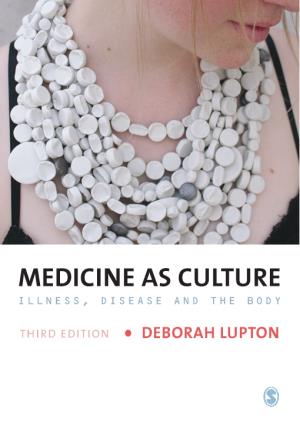 MEDICINE AS CULTURE
ILLNESS, DISEASE AND THE BODY
THIRD EDITION • DEBORAH LUPTON
S